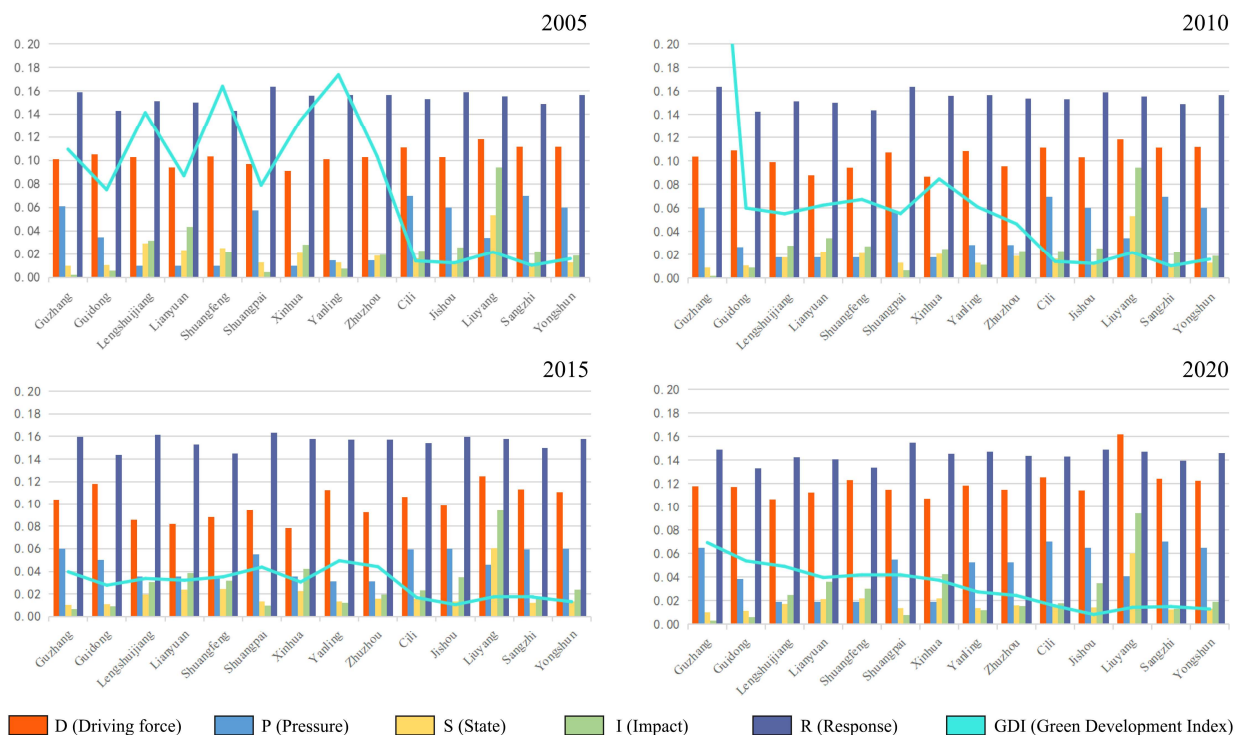 2005
0.20
0.18
0.16
0.14
0.12
0.10
0.08
0.06
0.04
0.02
0.00
Guzhang
Guidong
Lengshuijiang
Lianyuan
Shuangfeng
Shuangpai
Xinhua
Yanling
Zhuzhou
Cili
Jishou
Liuyang
Sangzhi
Yongshun
2010
0.20
0.18
0.16
0.14
0.12
0.10
0.08
0.06
0.04
0.02
0.00
Guzhang
Guidong
Lengshuijiang
Lianyuan
Shuangfeng
Shuangpai
Xinhua
Yanling
Zhuzhou
Cili
Jishou
Liuyang
Sangzhi
Yongshun
2015
0.20
0.18
0.16
0.14
0.12
0.10
0.08
0.06
0.04
0.02
0.00
Guzhang
Guidong
Lengshuijiang
Lianyuan
Shuangfeng
Shuangpai
Xinhua
Yanling
Zhuzhou
Cili
Jishou
Liuyang
Sangzhi
Yongshun
2020
0.20
0.18
0.16
0.14
0.12
0.10
0.08
0.06
0.04
0.02
0.00
Guzhang
Guidong
Lengshuijiang
Lianyuan
Shuangfeng
Shuangpai
Xinhua
Yanling
Zhuzhou
Cili
Jishou
Liuyang
Sangzhi
Yongshun
D (Driving force)
P (Pressure)
S (State)
I (Impact)
R (Response)
GDI (Green Development Index)